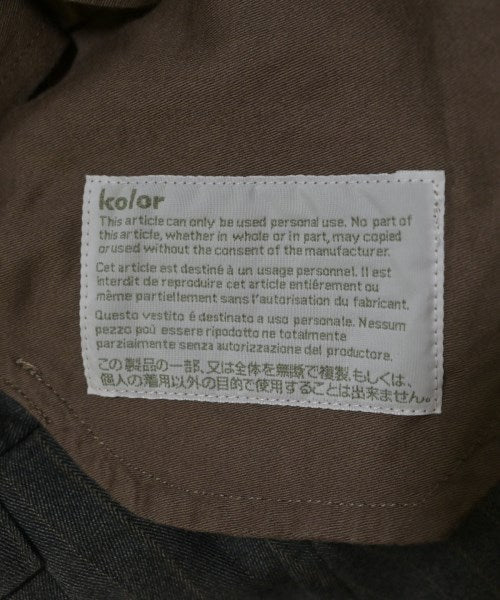 kolor
This article can only be used personal use. No part of
this article, whether in whole or in part, may copied
or used without the consent of the manufacturer.
Cet article est destiné à un usage personnel. Il est
interdit de reproduire cet article entiérement ou
même partiellement sans l'autorisation du fabricant.
Questo vestito é destinato a uso personale. Nessum
pezzo poù essere ripodotto ne totalmente
parzialmente senza autorizzazione del productore.
この製品の一部、又は全体を無断で複製、もしくは、
個人の着用以外の目的で使用することは出来ません。